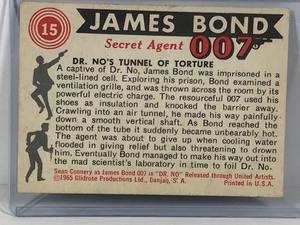 15
JAMES BOND
Secret Agent 007
DR. NO'S TUNNEL OF TORTURE
A captive of Dr. No, James Bond was imprisoned in
a steel-lined cell. Exploring his prison, Bond examined a
ventilation grille, and was thrown across the room by its
powerful electric charge. The resourceful 007 used his
shoes as insulation and knocked the barrier away.
Crawling into an air tunnel, he made his way painfully
down a smooth vertical surface. As Bond reached the
bottom of the tube it suddenly became unbearably hot.
The agent was about to give up when cooling water
flooded in giving relief but also threatening to drown
him. Eventually Bond managed to make his way out into
the mad scientist's laboratory in time to foil Dr. No.
Sean Connery as James Bond 007 in "DR. NO" Released through United Artists.
©1965 Glidrose Productions Ltd., Danjaq, S. A. Printed in U.S.A.